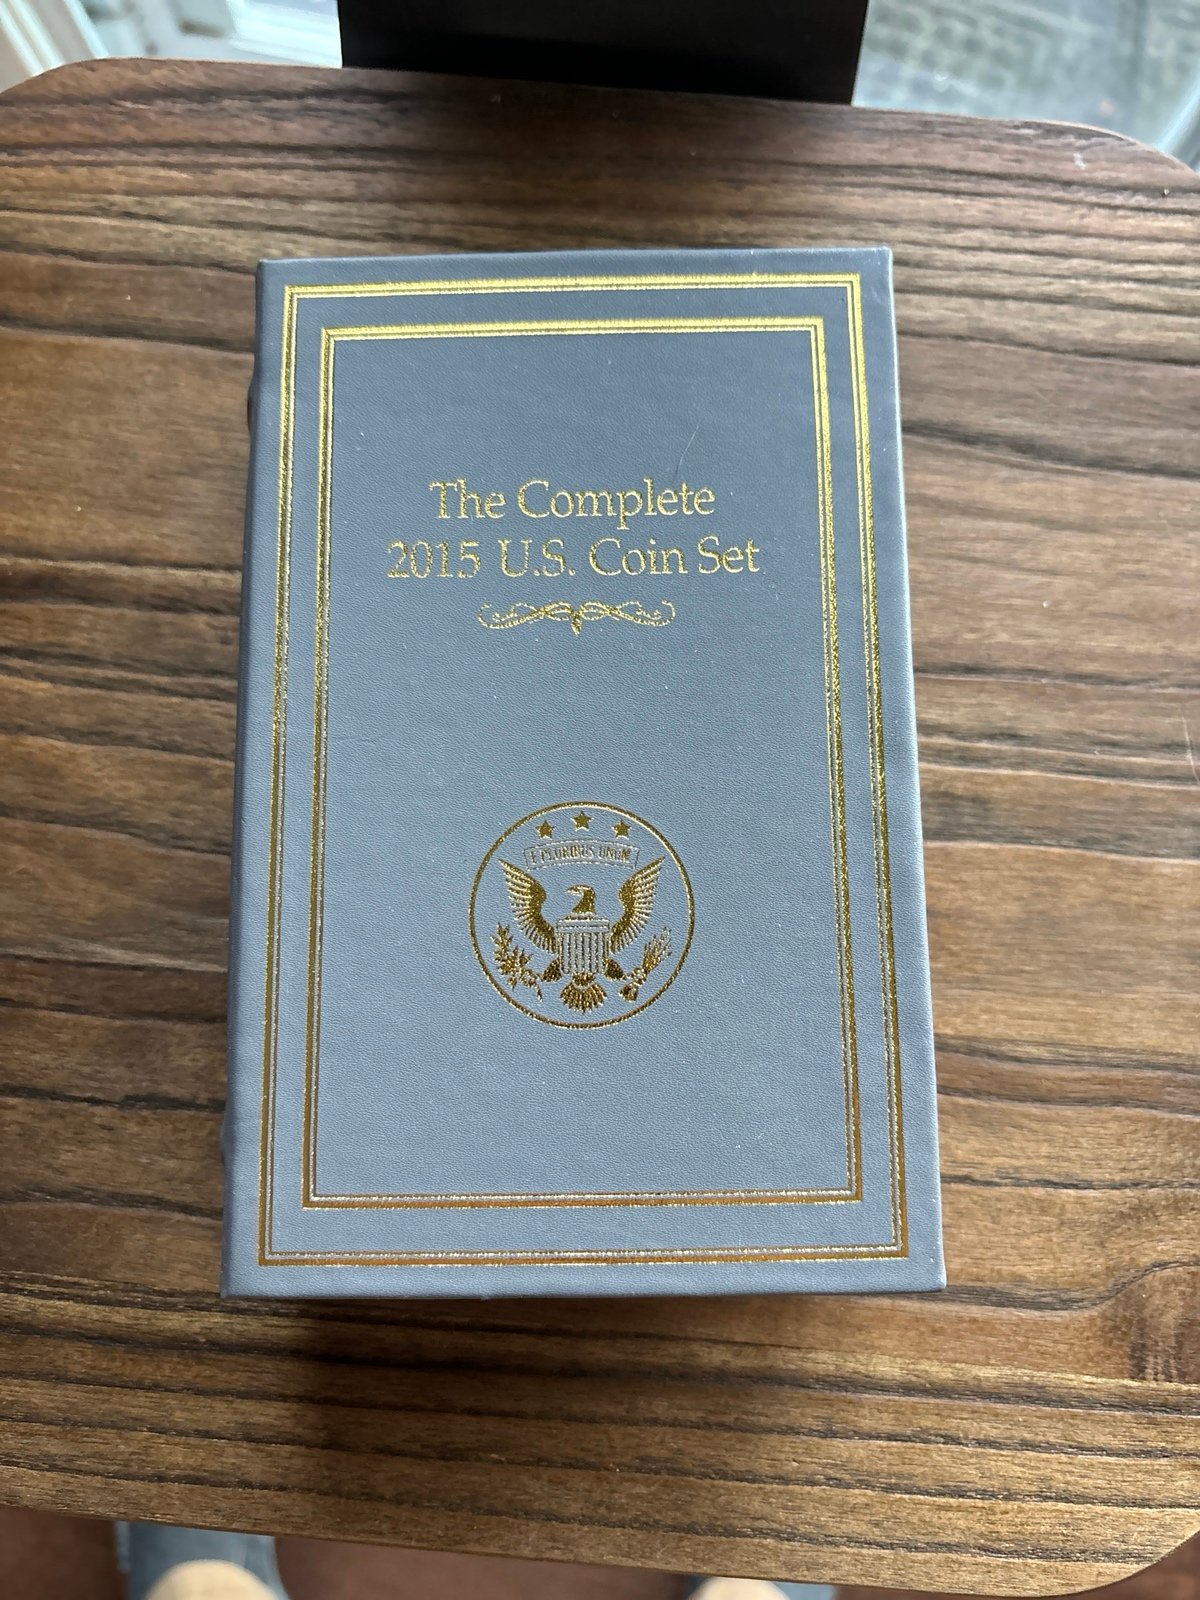 The Complete
2015 U.S. Coin Set
E PLURIBUS UNUM